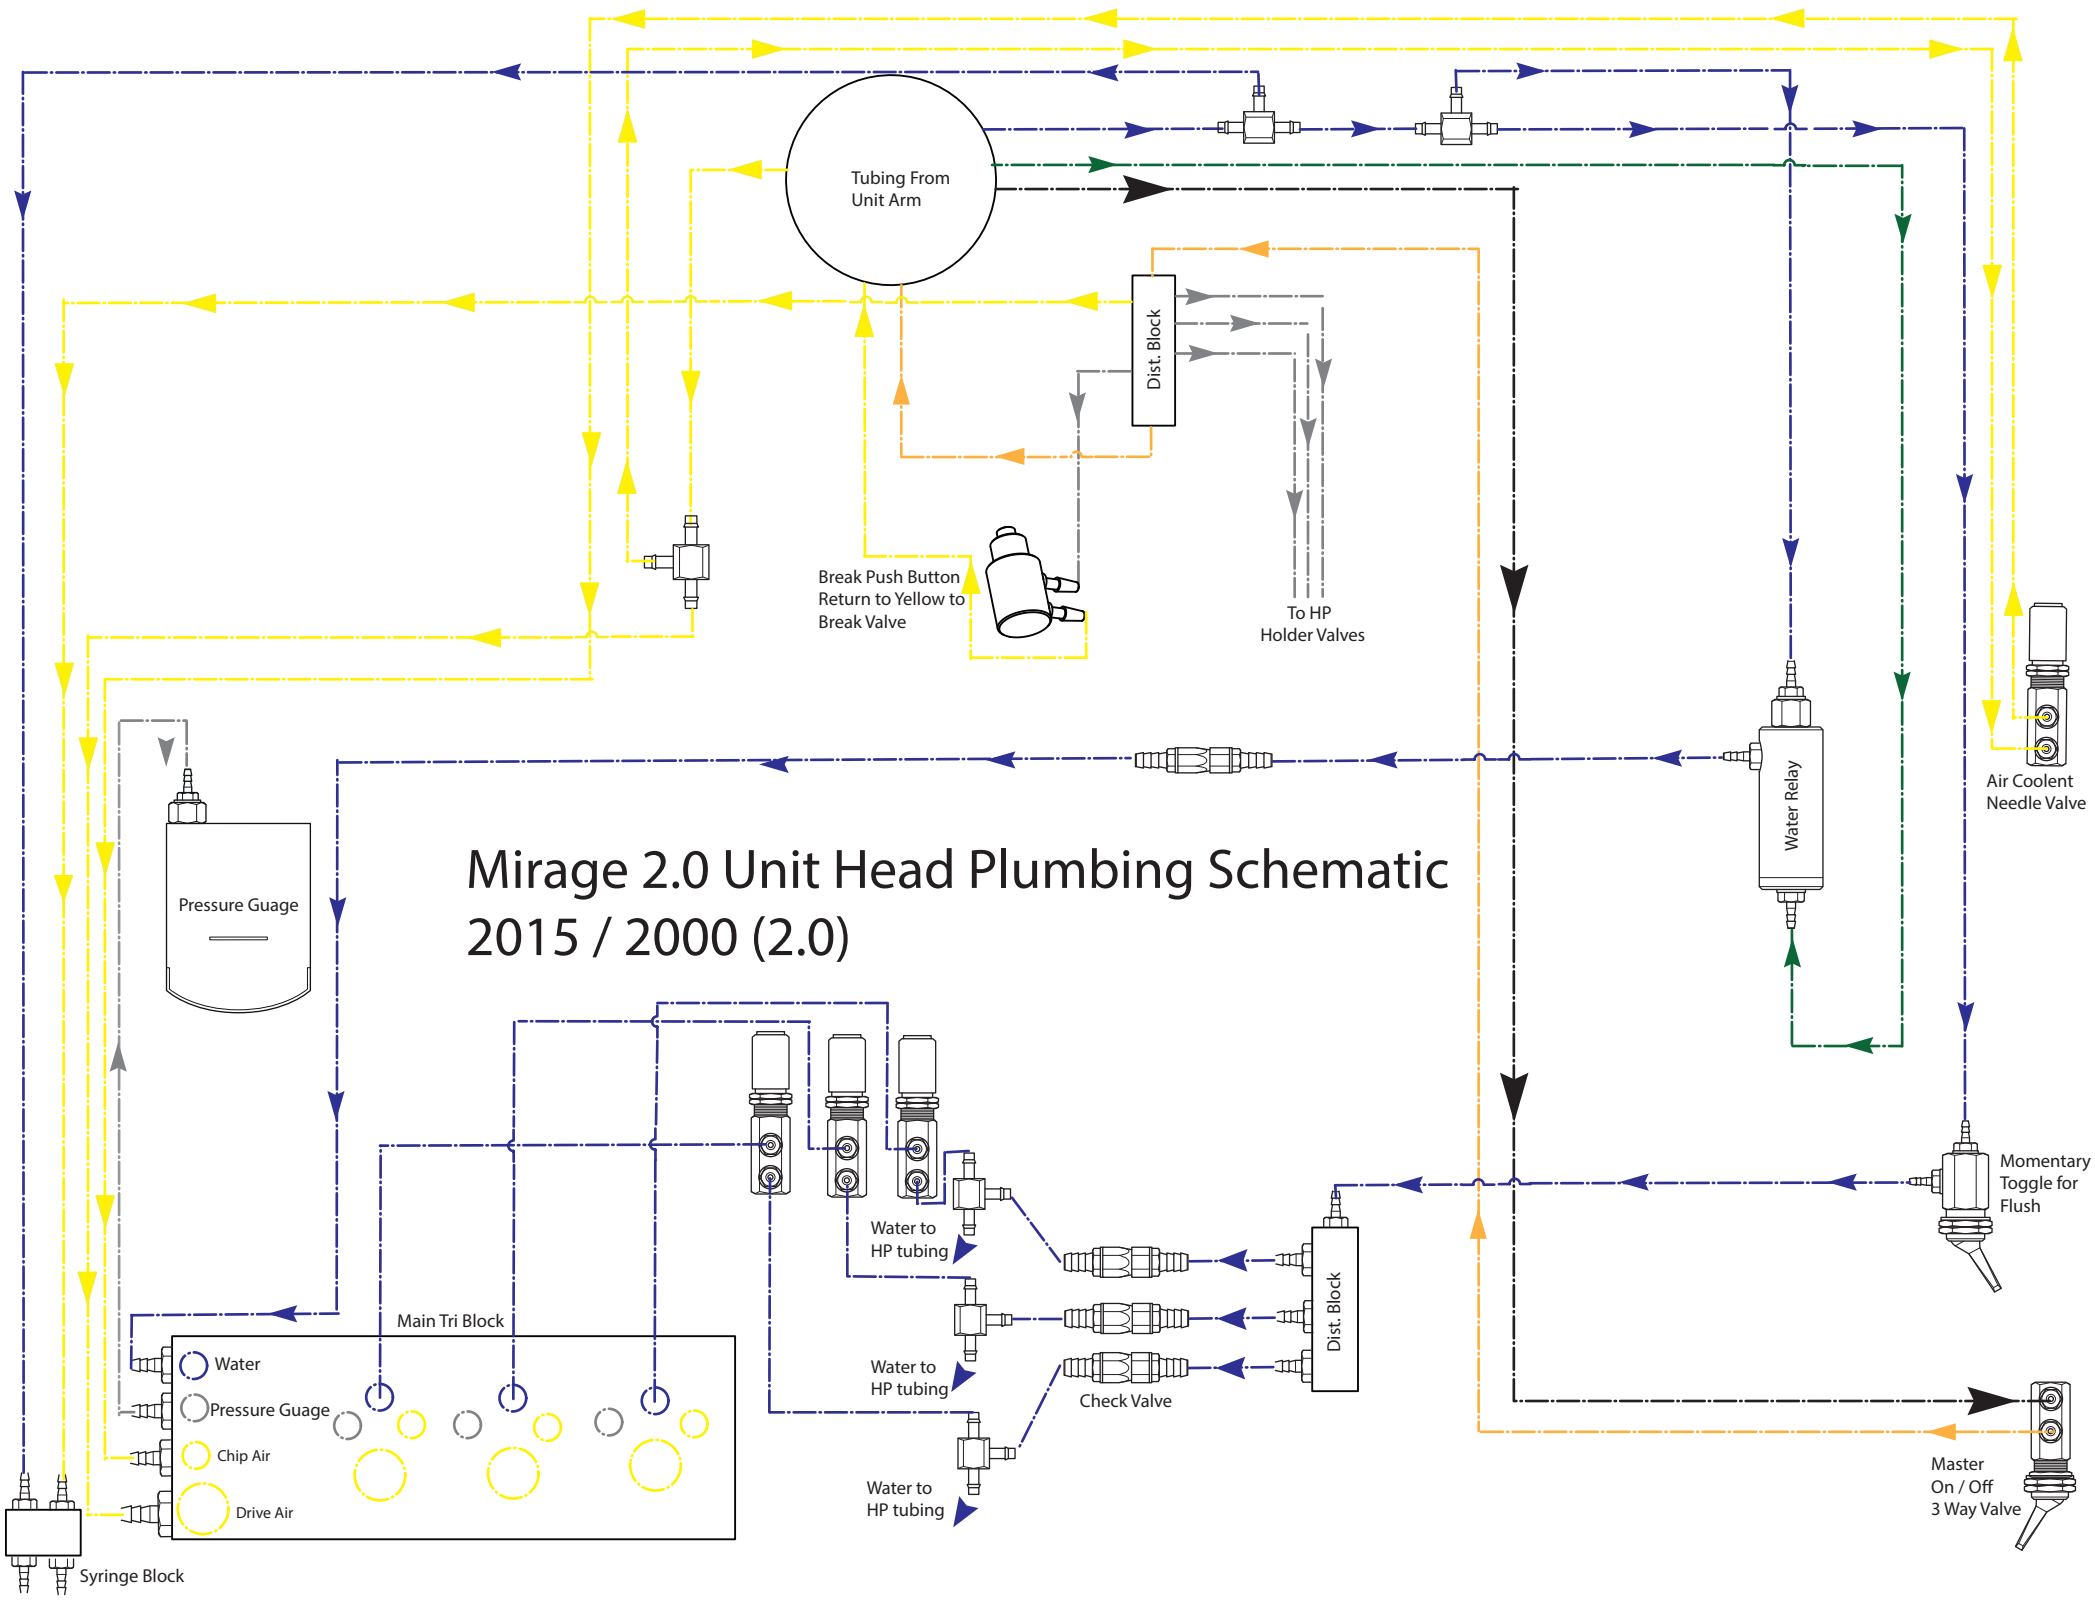 Tubing From
Unit Arm
Dist. Block
Break Push Button
Return to Yellow to
Break Valve
To HP
Holder Valves
Air Coolent
Needle Valve
Water Relay
Mirage 2.0 Unit Head Plumbing Schematic
2015 / 2000 (2.0)
Pressure Guage
Momentary
Toggle for
Flush
Water to
HP tubing
Dist. Block
Main Tri Block
Water
Water to
HP tubing
Check Valve
Pressure Guage
Chip Air
Master
On / Off
3 Way Valve
Water to
HP tubing
Drive Air
Syringe Block